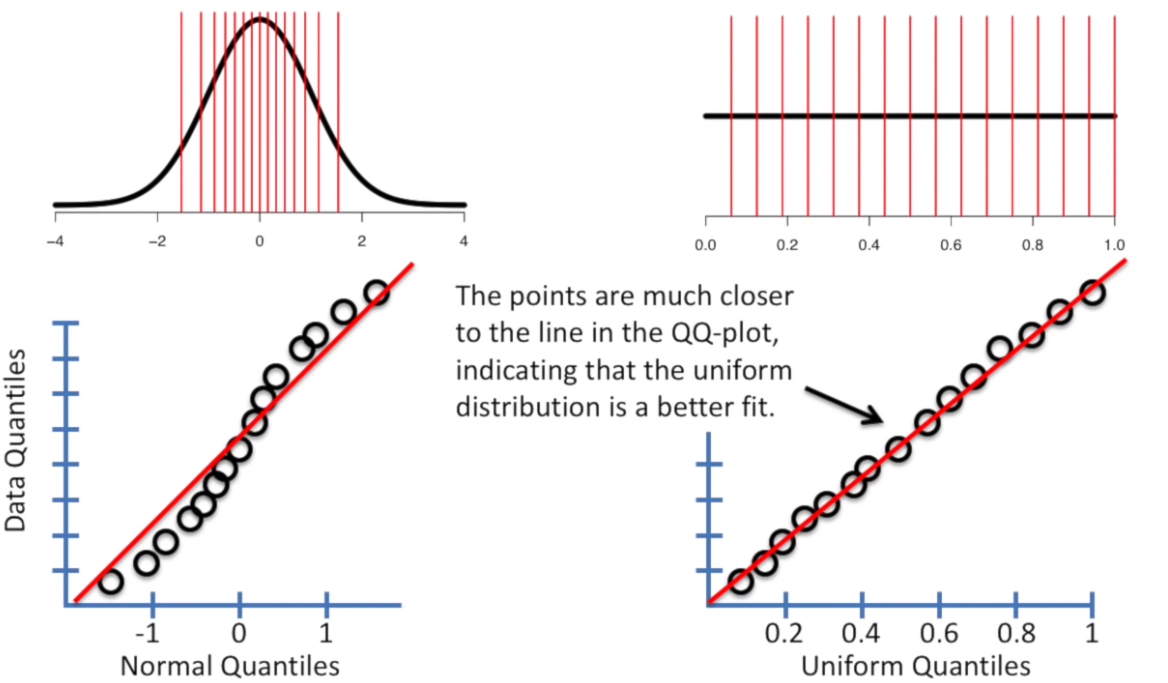 −4 −2 0 2 4
0.0 0.2 0.4 0.6 0.8 1.0
The points are much closer
to the line in the QQ-plot,
indicating that the uniform
distribution is a better fit.
Data Quantiles
-1 0 1
Normal Quantiles
0.2 0.4 0.6 0.8 1
Uniform Quantiles